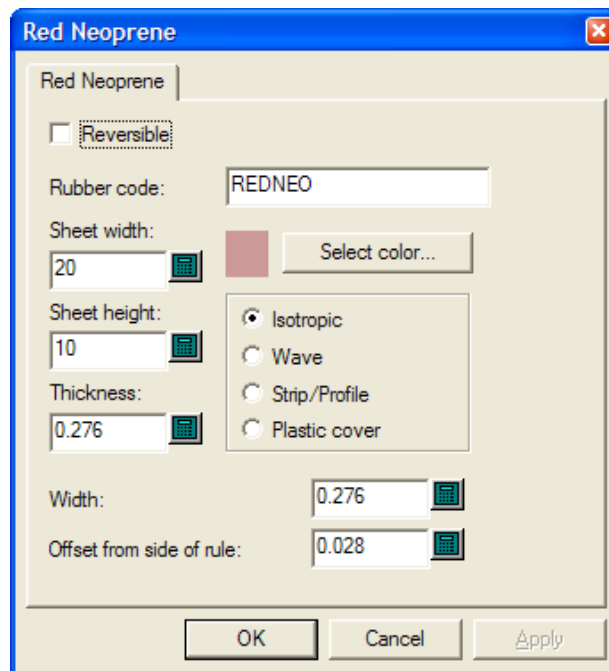 Red Neoprene
Red Neoprene
Reversible
Rubber code: REDNEO
Sheet width:
20
Select color...
Sheet height:
10
Isotropic
Wave
Thickness:
0.276
Strip/Profile
Plastic cover
Width: 0.276
Offset from side of rule: 0.028
OK Cancel Apply